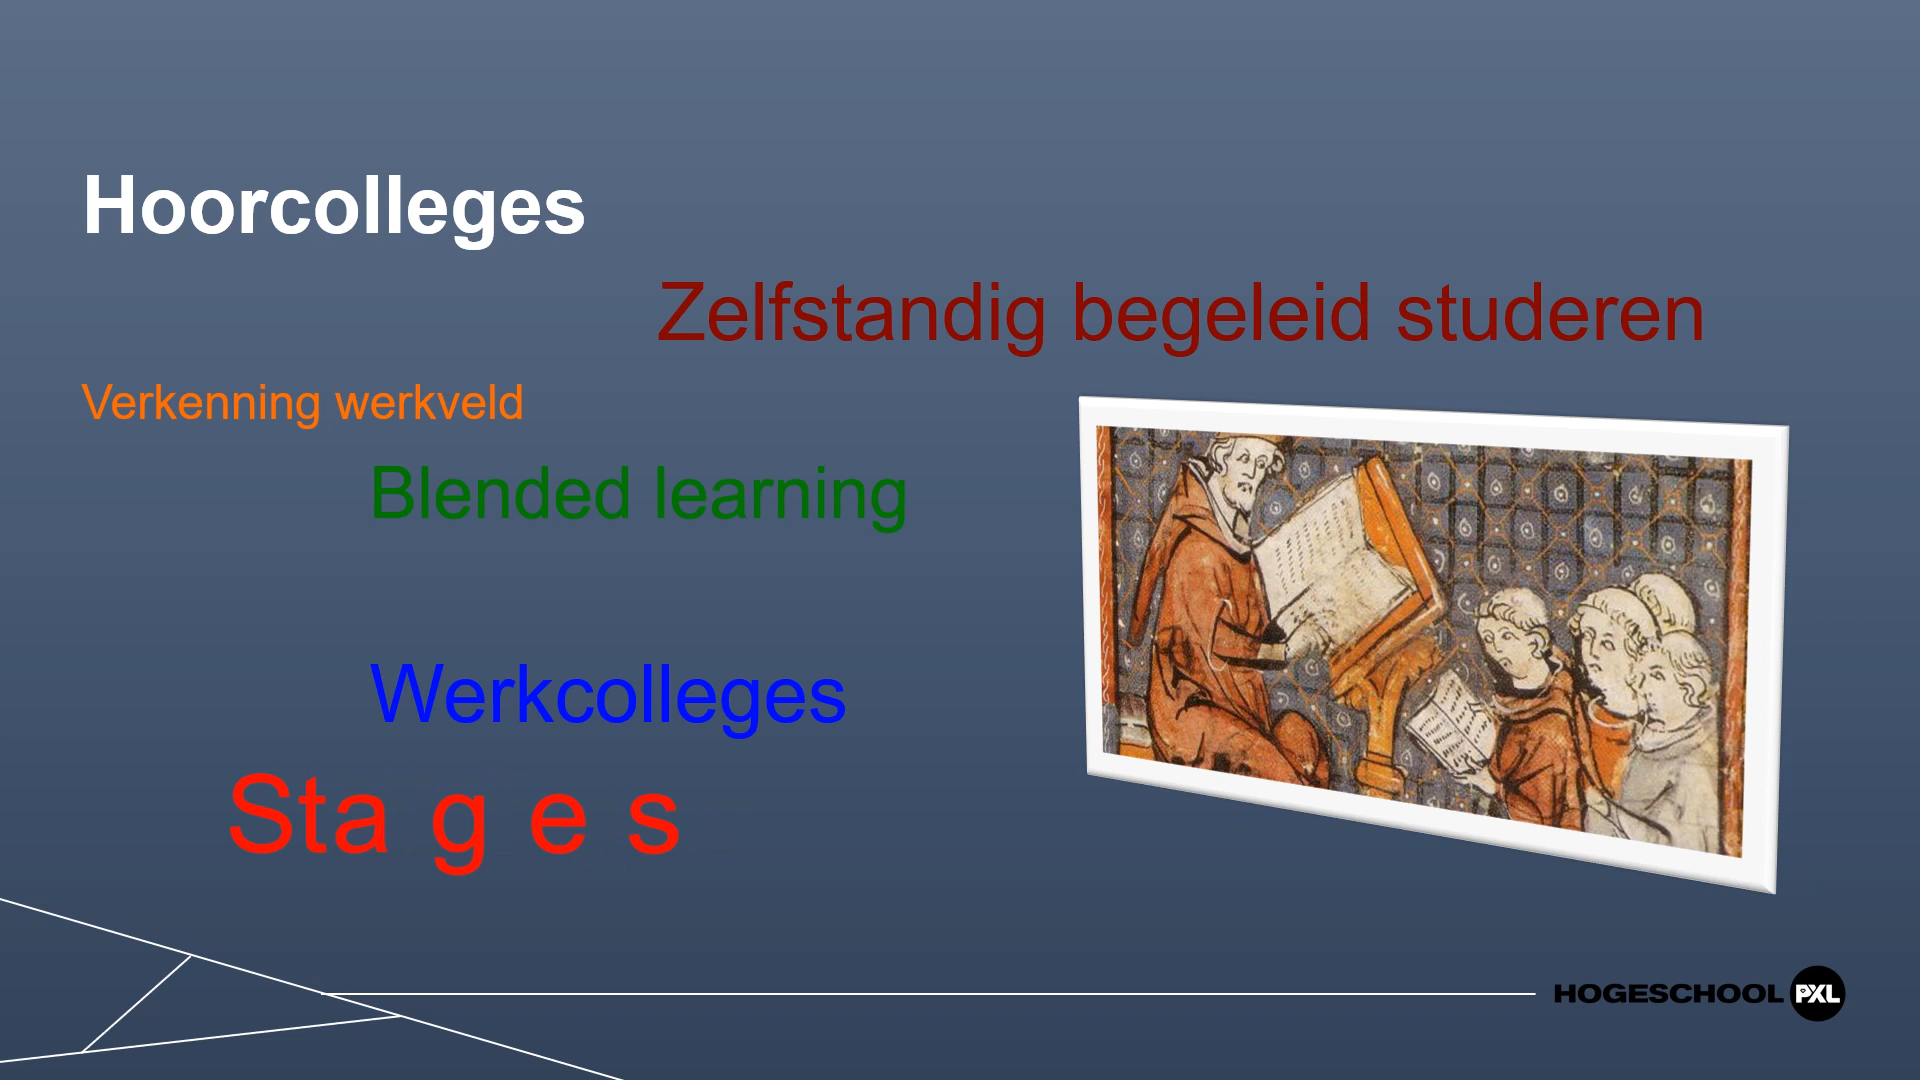 Hoorcolleges
Zelfstandig begeleid studeren
Verkenning werkveld
Blended learning
Werkcolleges
Sta g e s
HOGESCHOOL PXL